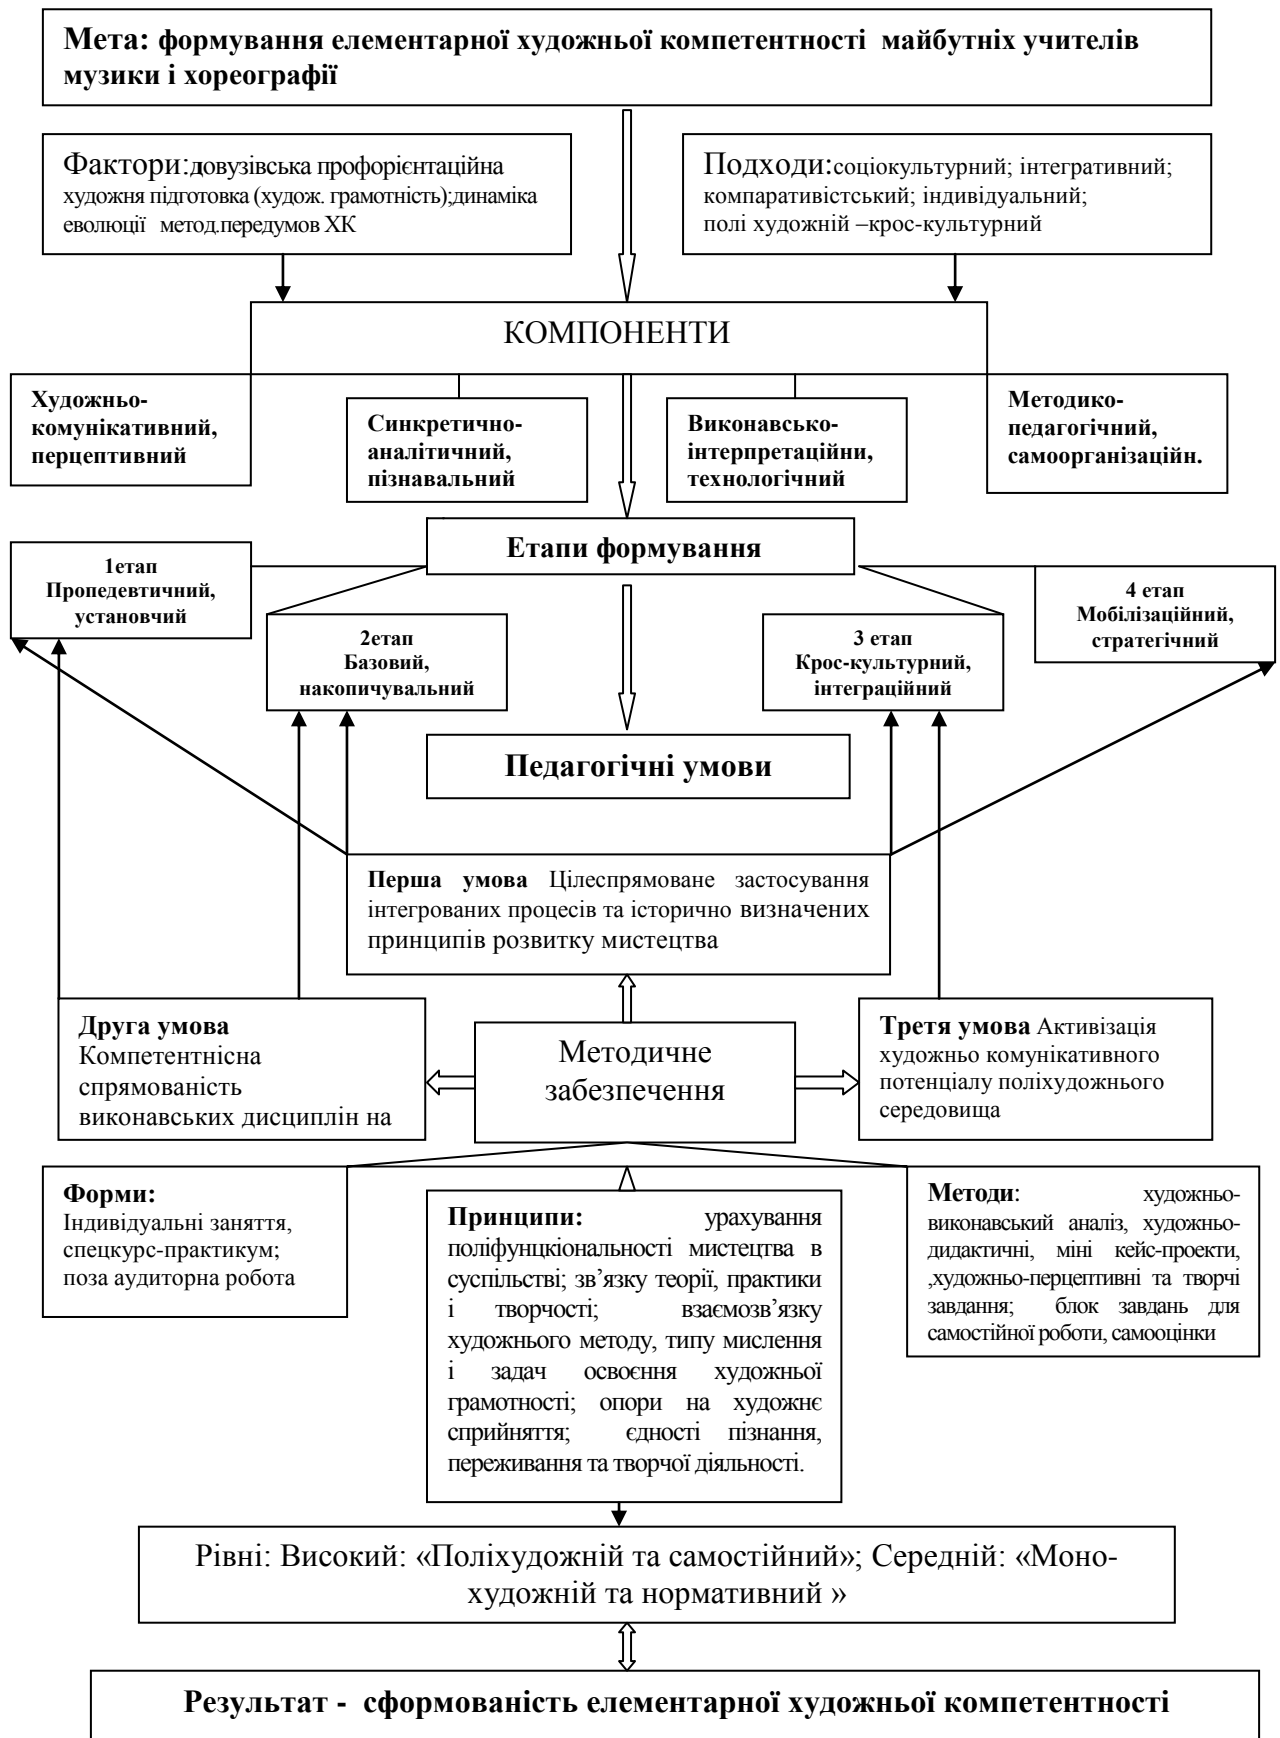 Мета: формування елементарної художньої компетентності майбутніх учителів
музики і хореографії
Фактори:довузівська профорієнтаційна
художня підготовка (худож. грамотність);динаміка
еволюції метод.передумов ХК
Подходи:соціокультурний; інтегративний;
компаративістський; індивідуальний;
полі художній –крос-культурний
КОМПОНЕНТИ
Художньо-
комунікативний,
перцептивний
Синкретично-
аналітичний,
пізнавальний
Виконавсько-
інтерпретаційни,
технологічний
Методико-
педагогічний,
самоорганізаційн.
Етапи формування
1етап
Пропедевтичний,
установчий
2етап
Базовий,
накопичувальний
3 етап
Крос-культурний,
інтеграційний
4 етап
Мобілізаційний,
стратегічний
Педагогічні умови
Перша умова Цілеспрямоване застосування
інтегрованих процесів та історично визначених
принципів розвитку мистецтва
Друга умова
Компетентнісна
спрямованість
виконавських дисциплін на
Методичне
забезпечення
Третя умова Активізація
художньо комунікативного
потенціалу поліхудожнього
середовища
Форми:
Індивідуальні заняття,
спецкурс-практикум;
поза аудиторна робота
Принципи: урахування
поліфунцкіональності мистецтва в
суспільстві; зв’язку теорії, практики
і творчості; взаємозв’язку
художнього методу, типу мислення
і задач освоєння художньої
грамотності; опори на художнє
сприйняття; єдності пізнання,
переживання та творчої діяльності.
Методи: художньо-
виконавський аналіз, художньо-
дидактичні, міні кейс-проекти,
,художньо-перцептивні та творчі
завдання; блок завдань для
самостійної роботи, самооцінки
Рівні: Високий: «Поліхудожній та самостійний»; Середній: «Моно-
художній та нормативний »
Результат - сформованість елементарної художньої компетентності